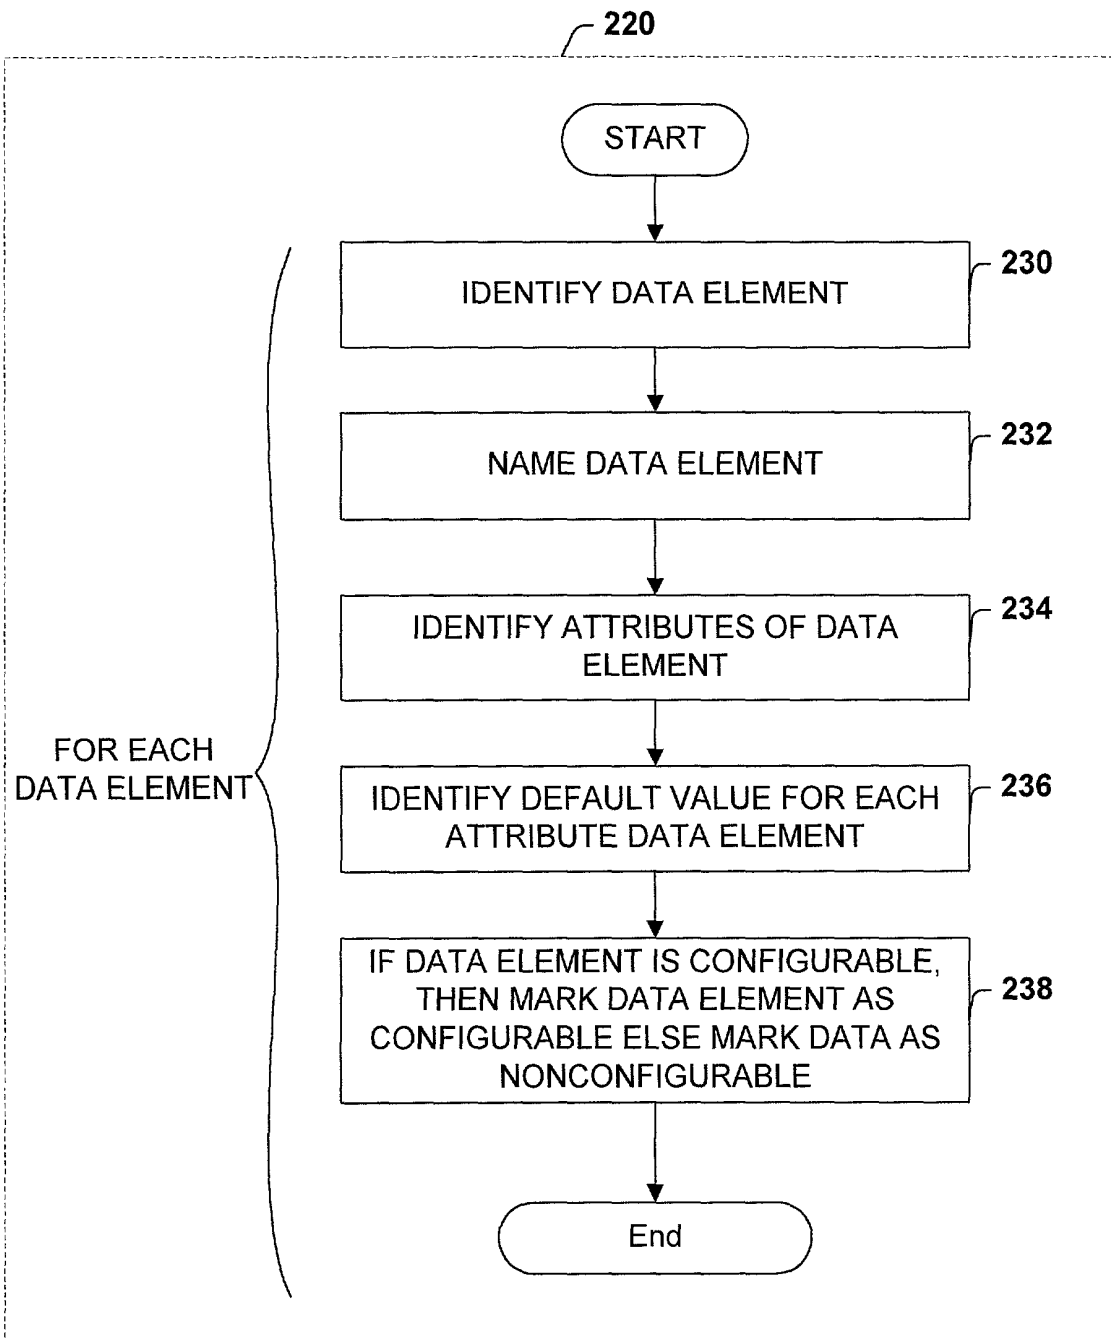 220
START
IDENTIFY DATA ELEMENT
230
NAME DATA ELEMENT
232
IDENTIFY ATTRIBUTES OF DATA
ELEMENT
234
FOR EACH
DATA ELEMENT
IDENTIFY DEFAULT VALUE FOR EACH
ATTRIBUTE DATA ELEMENT
236
IF DATA ELEMENT IS CONFIGURABLE,
THEN MARK DATA ELEMENT AS
CONFIGURABLE ELSE MARK DATA AS
NONCONFIGURABLE
238
End